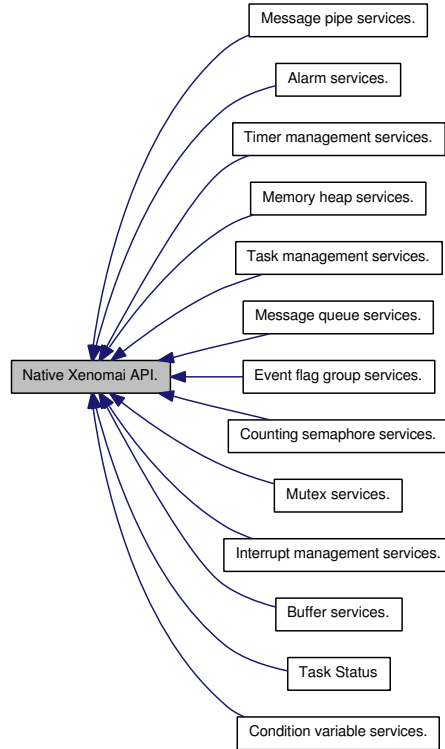 Message pipe services.
Alarm services.
Timer management services.
Memory heap services.
Task management services.
Message queue services.
Native Xenomai API.
Event flag group services.
Counting semaphore services.
Mutex services.
Interrupt management services.
Buffer services.
Task Status
Condition variable services.